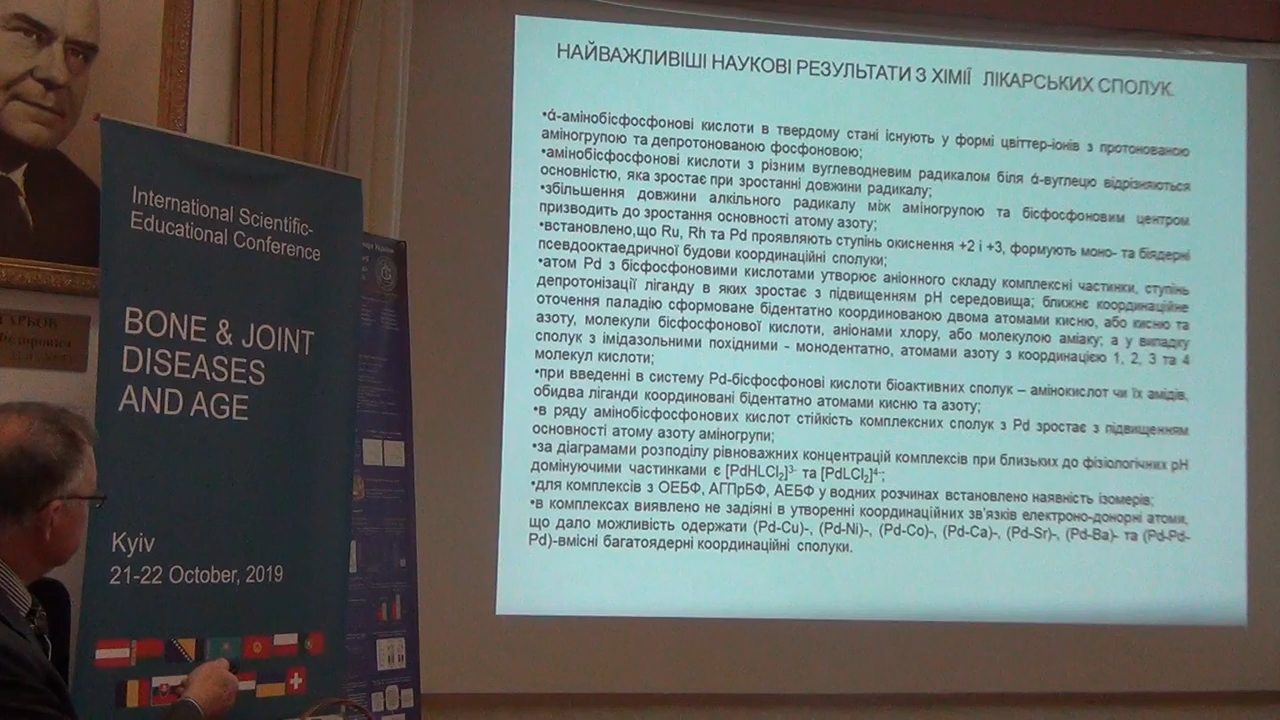 International Scientific-
Educational Conference
BONE & JOINT
DISEASES
AND AGE
Kyiv
21-22 October, 2019
НАЙВАЖЛИВІШІ НАУКОВІ РЕЗУЛЬТАТИ З ХІМІЇ ЛІКАРСЬКИХ СПОЛУК.
•ά-амінобісфосфонові кислоти в твердому стані існують у формі цвіттер-іонів з протонованою
аміногрупою та депротонованою фосфоновою;
•амінобісфосфонові кислоти з різним вуглеводневим радикалом біля ά-вуглецю відрізняються
основністю, яка зростає при зростанні довжини радикалу;
•збільшення довжини алкільного радикалу між аміногрупою та бісфосфоновим центром
призводить до зростання основності атому азоту;
•встановлено,що Ru, Rh та Pd проявляють ступінь окиснення +2 і +3, формують моно- та біядерні
псевдооктаедричної будови координаційні сполуки;
•атом Pd з бісфосфоновими кислотами утворює аніонного складу комплексні частинки, ступінь
депротонізації ліганду в яких зростає з підвищенням pH середовища; ближнє координаційне
оточення паладію сформоване бідентатно координованою двома атомами кисню, або кисню та
азоту, молекули бісфосфонової кислоти, аніонами хлору, або молекулою аміаку; а у випадку
сполук з імідазольними похідними - монодентатно, атомами азоту з координацією 1, 2, 3 та 4
молекул кислоти;
•при введенні в систему Pd-бісфосфонові кислоти біоактивних сполук – амінокислот чи їх амідів,
обидва ліганди координовані бідентатно атомами кисню та азоту;
•в ряду амінобісфосфонових кислот стійкість комплексних сполук з Pd зростає з підвищенням
основності атому азоту аміногрупи;
•за діаграмами розподілу рівноважних концентрацій комплексів при близьких до фізіологічних pH
домінуючими частинками є [PdHLCl₂]³⁻ та [PdLCl₂]⁴⁻;
•для комплексів з ОЕБФ, АГПрБФ, АЕБФ у водних розчинах встановлено наявність ізомерів;
•в комплексах виявлено не задіяні в утворенні координаційних зв'язків електроно-донорні атоми,
що дало можливість одержати (Pd-Cu)-, (Pd-Ni)-, (Pd-Co)-, (Pd-Ca)-, (Pd-Sr)-, (Pd-Ba)- та (Pd-Pd-
Pd)-вмісні багатоядерні координаційні сполуки.